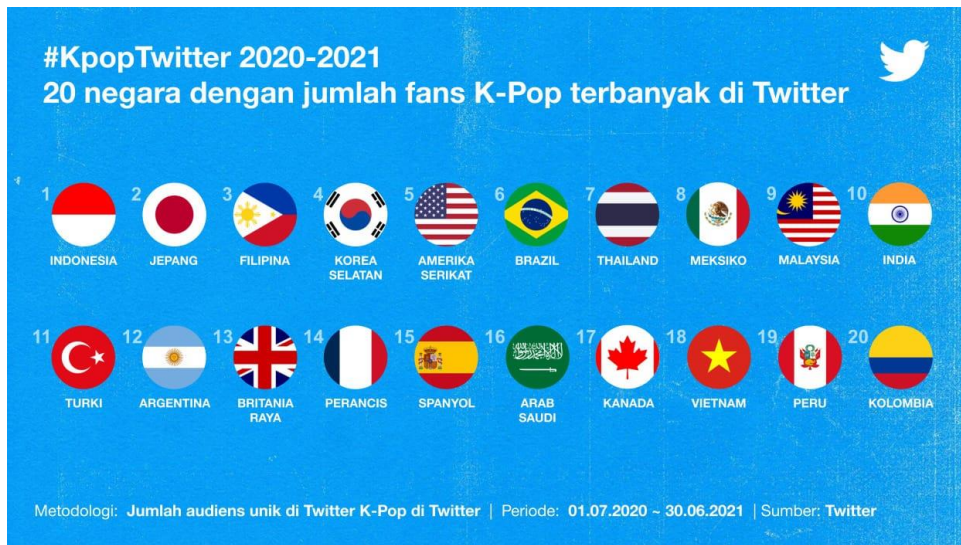 #KpopTwitter 2020-2021
20 negara dengan jumlah fans K-Pop terbanyak di Twitter
1 2 3 4 5 6 7 8 9 10
INDONESIA JEPANG FILIPINA KOREA SELATAN AMERIKA SERIKAT BRAZIL THAILAND MEKSIKO MALAYSIA INDIA
11 12 13 14 15 16 17 18 19 20
TURKI ARGENTINA BRITANIA RAYA PERANCIS SPANYOL ARAB SAUDI KANADA VIETNAM PERU KOLOMBIA
Metodologi: Jumlah audiens unik di Twitter K-Pop di Twitter | Periode: 01.07.2020 ~ 30.06.2021 | Sumber: Twitter